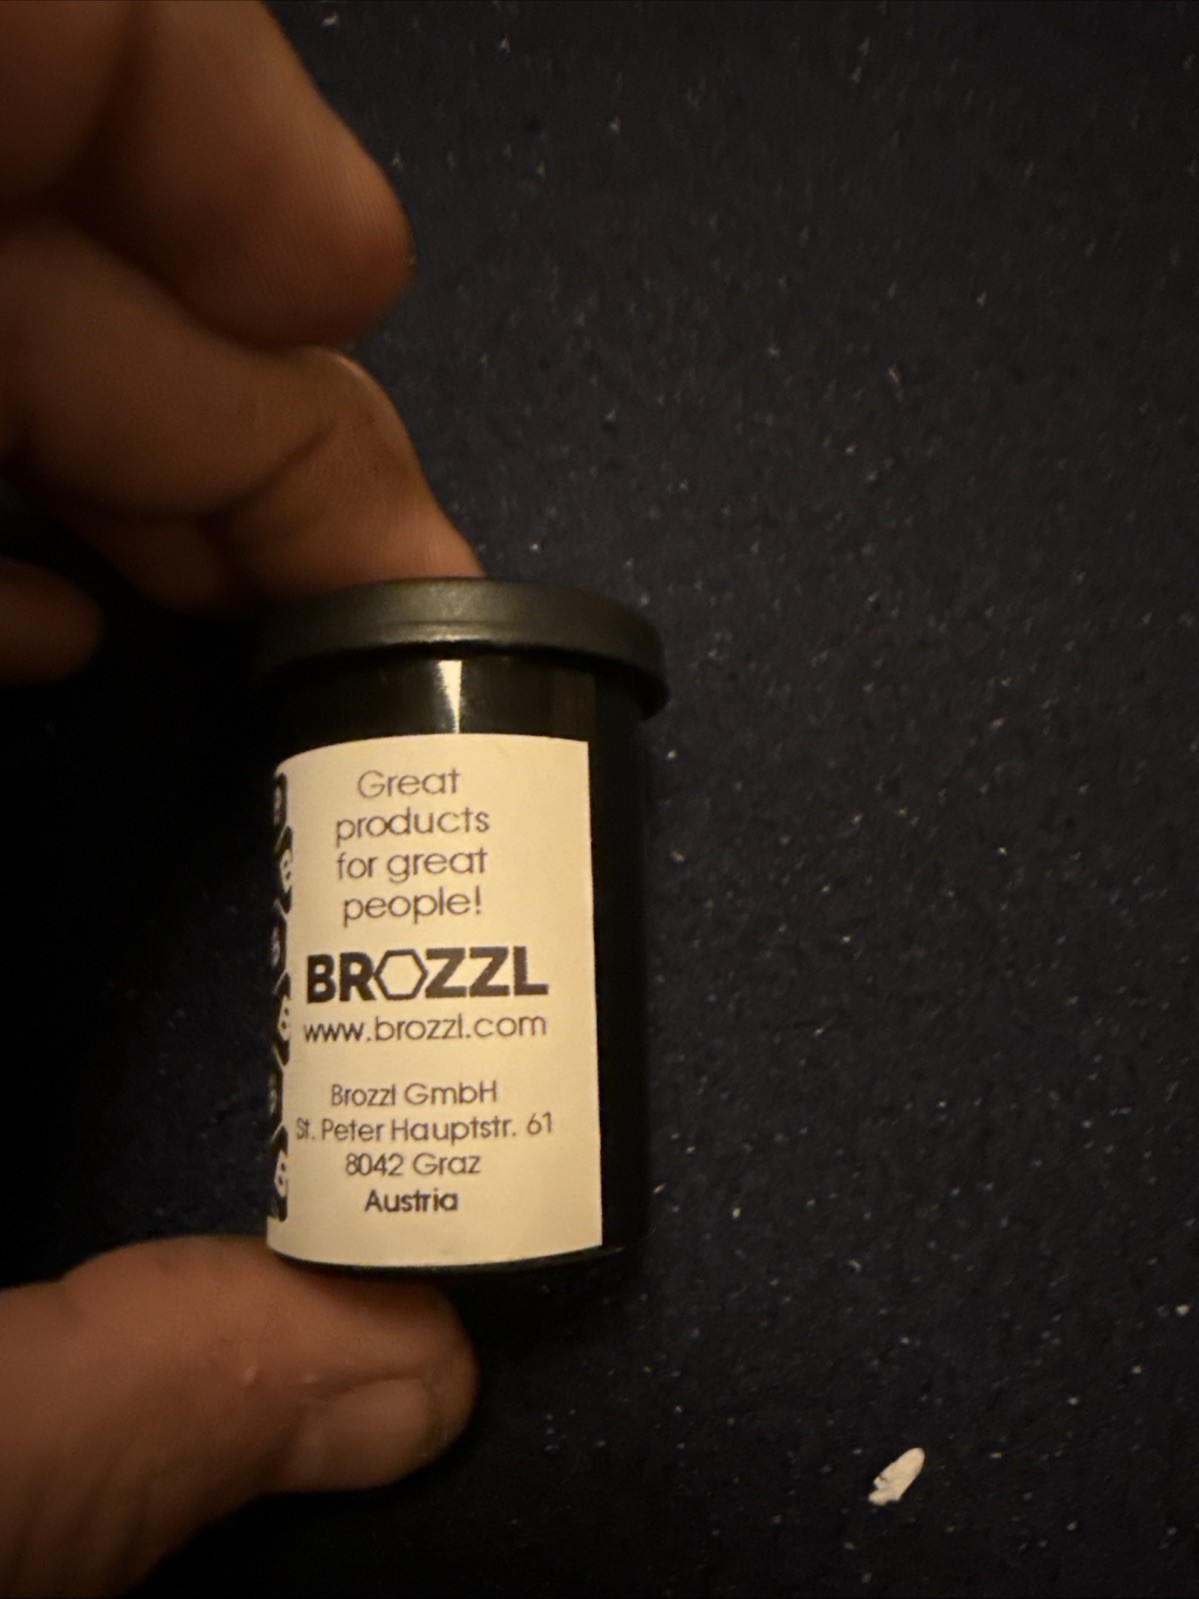 Great
products
for great
people!
BROZZL
www.brozzl.com
Brozzl GmbH
St. Peter Hauptstr. 61
8042 Graz
Austria